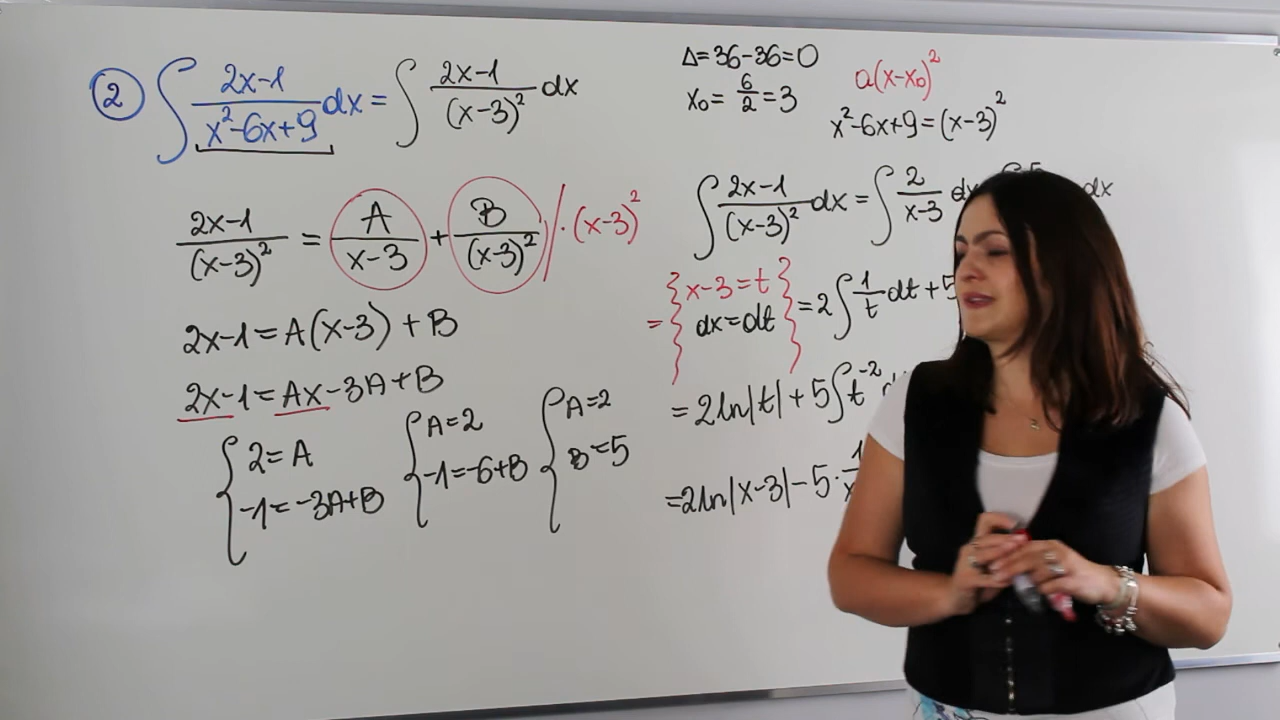 ② ∫ (2x-1)/(x²-6x+9) dx = ∫ (2x-1)/(x-3)² dx
(2x-1)/(x-3)² = A/(x-3) + B/(x-3)² /·(x-3)²
2x-1=A(x-3)+B
2x-1=Ax-3A+B
{ 2=A
-1=-3A+B
{ A=2
-1=-6+B
{ A=2
B=5
Δ=36-36=0
x₀=6/2=3
a(x-x₀)²
x²-6x+9=(x-3)²
∫ (2x-1)/(x-3)² dx = ∫ 2/(x-3) dx ∫ 5 dx
= { x-3=t
dx=dt } = 2∫ 1/t dt + 5
= 2ln|t| + 5∫ t⁻²
=2ln|x-3| - 5·1/x